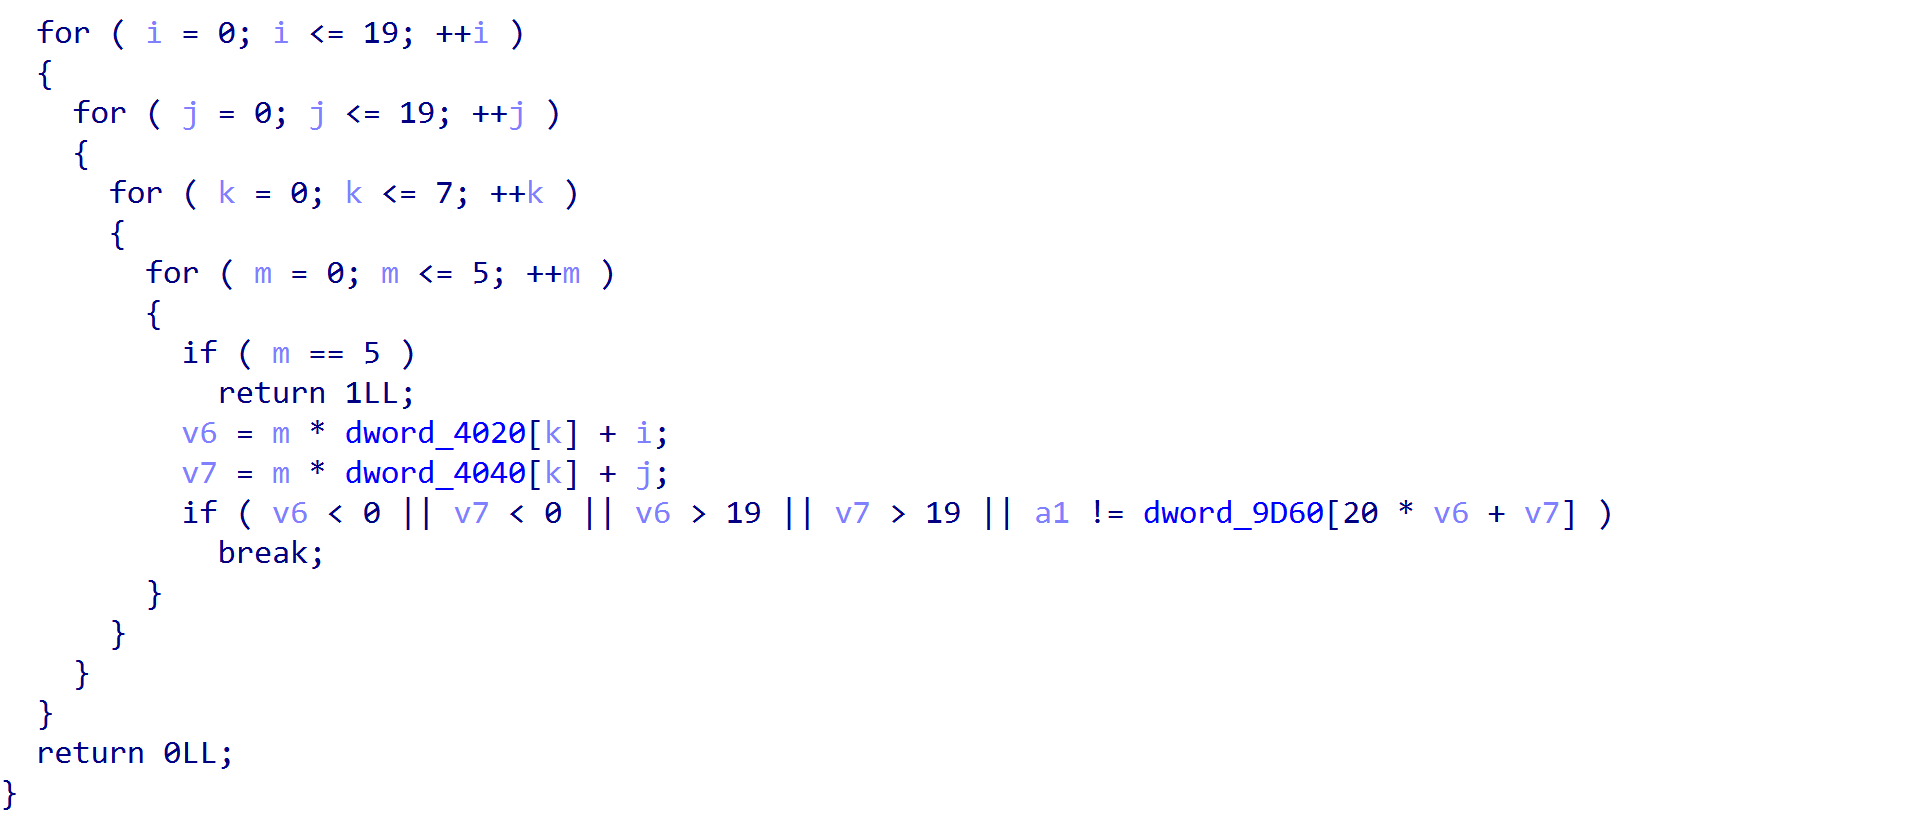 for ( i = 0; i <= 19; ++i )
{
for ( j = 0; j <= 19; ++j )
{
for ( k = 0; k <= 7; ++k )
{
for ( m = 0; m <= 5; ++m )
{
if ( m == 5 )
return 1LL;
v6 = m * dword_4020[k] + i;
v7 = m * dword_4040[k] + j;
if ( v6 < 0 || v7 < 0 || v6 > 19 || v7 > 19 || a1 != dword_9D60[20 * v6 + v7] )
break;
}
}
}
}
return 0LL;
}